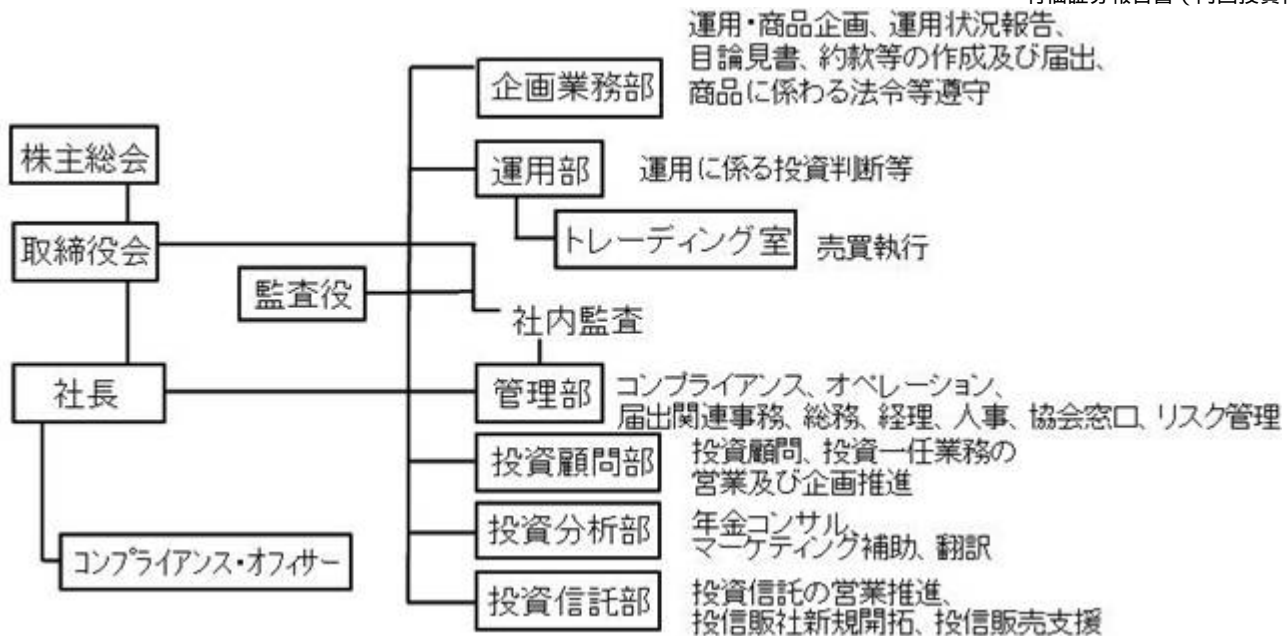 運用・商品企画、運用状況報告、
目論見書、約款等の作成及び届出、
商品に係わる法令等遵守
企画業務部
株主総会
運用部
運用に係る投資判断等
取締役会
トレーディング室
売買執行
監査役
社内監査
社長
管理部
コンプライアンス、オペレーション、
届出関連事務、総務、経理、人事、協会窓口、リスク管理
投資顧問部
投資顧問、投資一任業務の
営業及び企画推進
コンプライアンス・オフィサー
投資分析部
年金コンサル、
マーケティング補助、翻訳
投資信託部
投資信託の営業推進、
投信販社新規開拓、投信販売支援